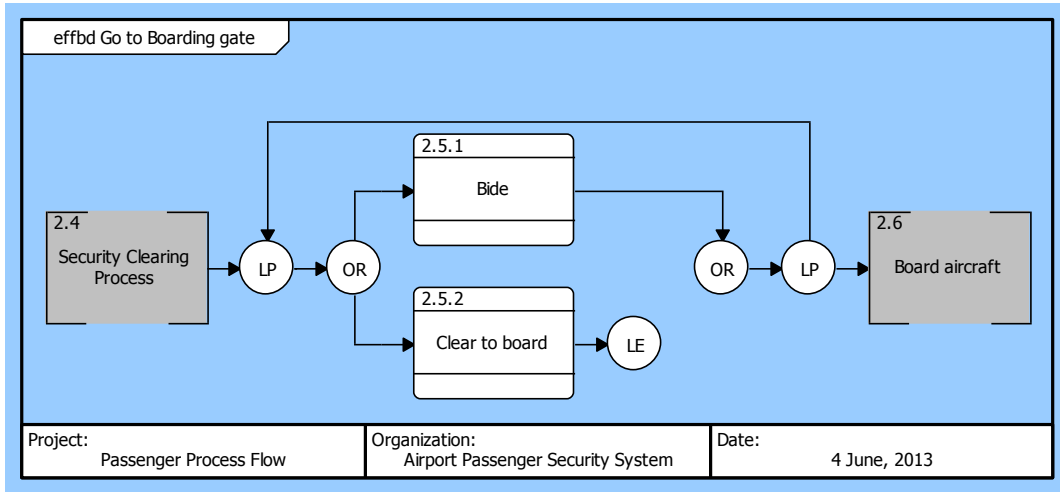 effbd Go to Boarding gate
2.5.1
Bide
2.4
Security Clearing
Process
LP
OR
OR
LP
2.6
Board aircraft
2.5.2
Clear to board
LE
Project:
Passenger Process Flow
Organization:
Airport Passenger Security System
Date:
4 June, 2013